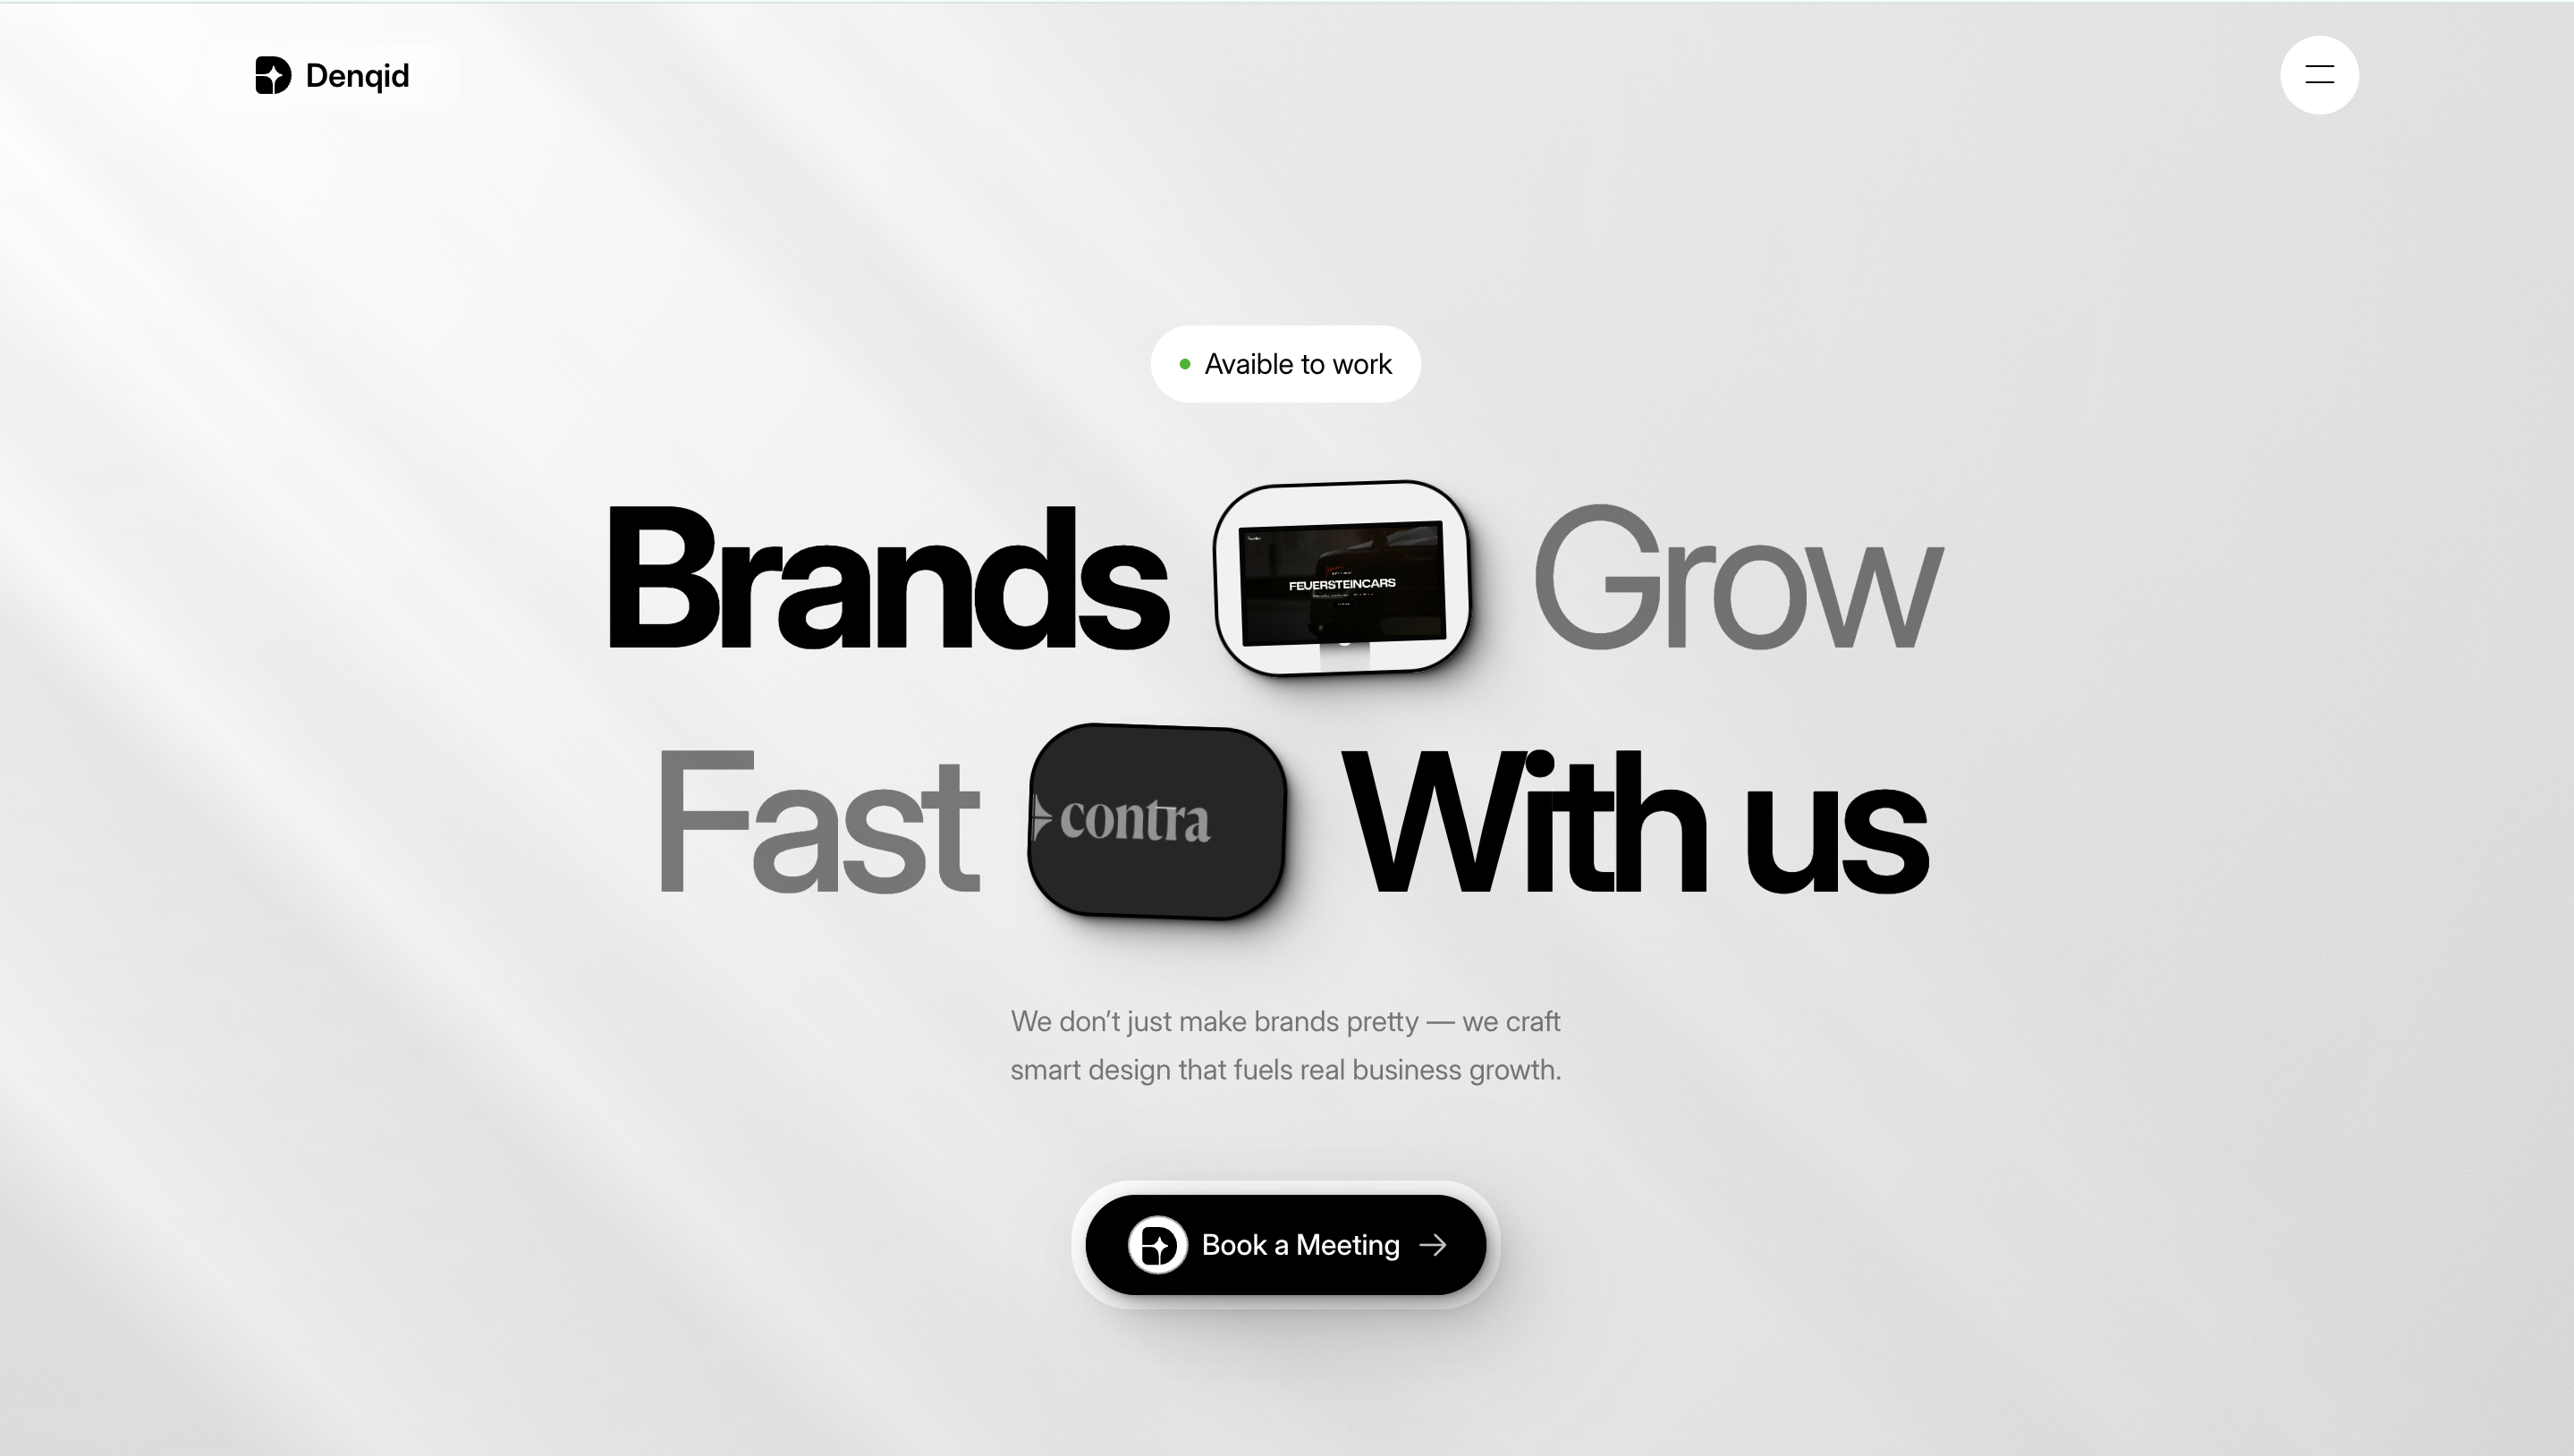 Denqid
Avaible to work
Brands FEUERSTEINCARS Grow
Fast contra With us
We don’t just make brands pretty — we craft
smart design that fuels real business growth.
Book a Meeting →